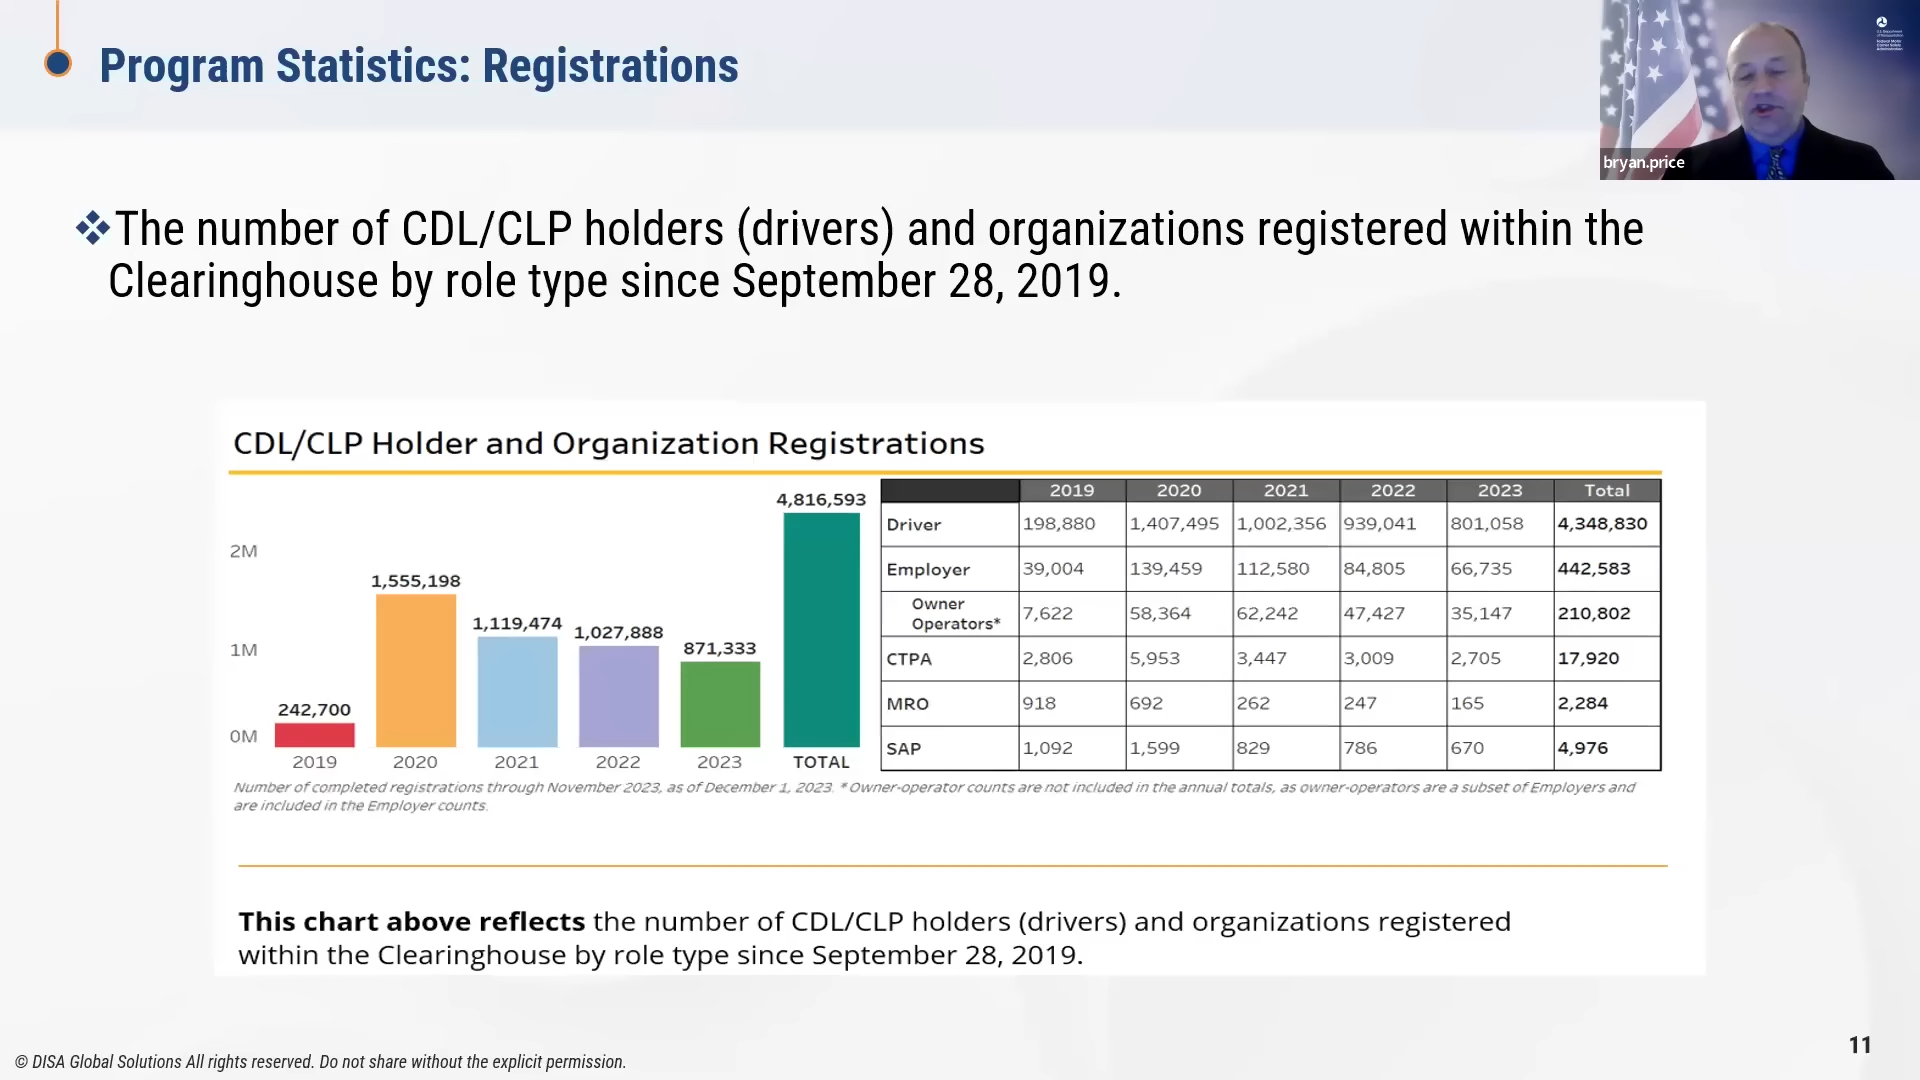 Program Statistics: Registrations
bryan.price
The number of CDL/CLP holders (drivers) and organizations registered within the
Clearinghouse by role type since September 28, 2019.
CDL/CLP Holder and Organization Registrations
2M
1M
0M
242,700
1,555,198
1,119,474
1,027,888
871,333
4,816,593
2019 2020 2021 2022 2023 TOTAL
2019 2020 2021 2022 2023 Total
Driver 198,880 1,407,495 1,002,356 939,041 801,058 4,348,830
Employer 39,004 139,459 112,580 84,805 66,735 442,583
Owner
Operators* 7,622 58,364 62,242 47,427 35,147 210,802
CTPA 2,806 5,953 3,447 3,009 2,705 17,920
MRO 918 692 262 247 165 2,284
SAP 1,092 1,599 829 786 670 4,976
Number of completed registrations through November 2023, as of December 1, 2023. *Owner-operator counts are not included in the annual totals, as owner-operators are a subset of Employers and
are included in the Employer counts.
This chart above reflects the number of CDL/CLP holders (drivers) and organizations registered
within the Clearinghouse by role type since September 28, 2019.
© DISA Global Solutions All rights reserved. Do not share without the explicit permission.
11